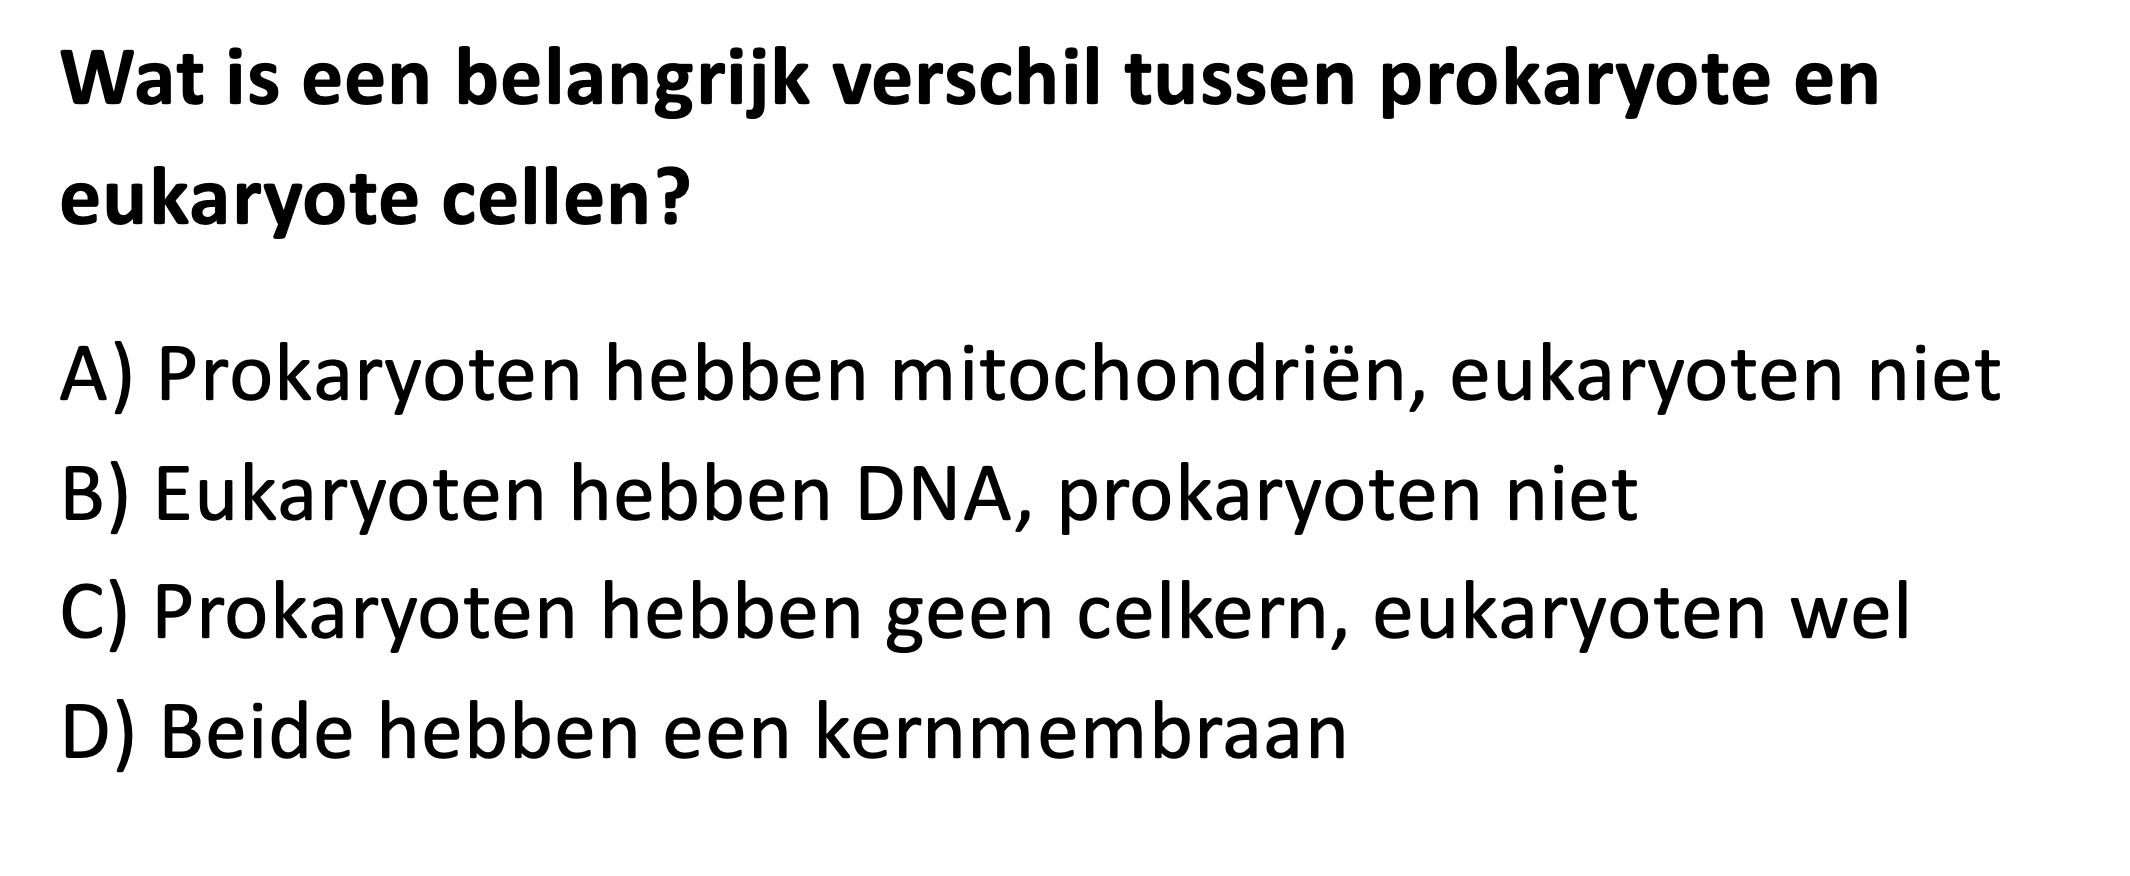 Wat is een belangrijk verschil tussen prokaryote en
eukaryote cellen?
A) Prokaryoten hebben mitochondriën, eukaryoten niet
B) Eukaryoten hebben DNA, prokaryoten niet
C) Prokaryoten hebben geen celkern, eukaryoten wel
D) Beide hebben een kernmembraan